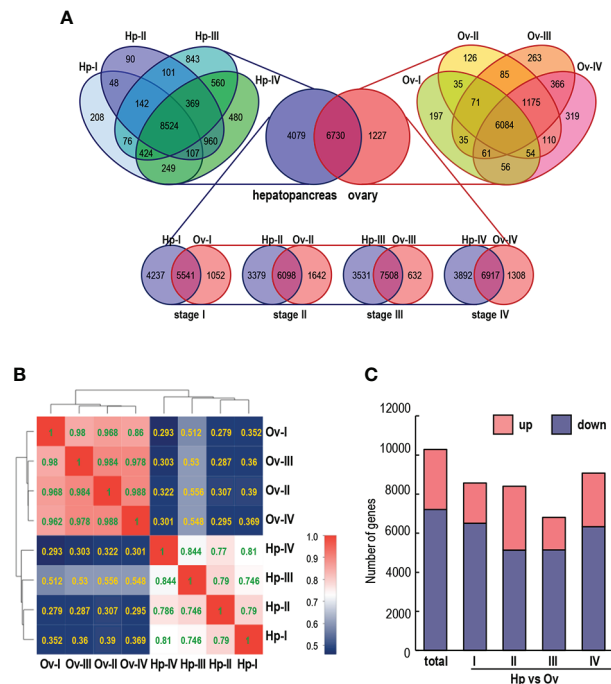 A
Hp-II
Hp-III
Hp-I
Hp-IV
90
843
48
101
560
208
142
369
480
8524
76
424
107
960
249
Ov-II
Ov-III
Ov-I
Ov-IV
126
263
35
85
366
197
71
1175
319
6084
35
61
54
110
56
4079
6730
1227
hepatopancreas ovary
Hp-I Ov-I
4237 5541 1052
stage I
Hp-II Ov-II
3379 6098 1642
stage II
Hp-III Ov-III
3531 7508 632
stage III
Hp-IV Ov-IV
3892 6917 1308
stage IV
B
1 0.98 0.968 0.86 0.293 0.512 0.279 0.352 Ov-I
0.98 1 0.984 0.978 0.303 0.53 0.287 0.36 Ov-III
0.968 0.984 1 0.988 0.322 0.556 0.307 0.39 Ov-II
0.962 0.978 0.988 1 0.301 0.548 0.295 0.369 Ov-IV
0.293 0.303 0.322 0.301 1 0.844 0.77 0.81 Hp-IV
0.512 0.53 0.556 0.548 0.844 1 0.79 0.746 Hp-III
0.279 0.287 0.307 0.295 0.786 0.746 1 0.79 Hp-II
0.352 0.36 0.39 0.369 0.81 0.746 0.79 1 Hp-I
Ov-I Ov-III Ov-II Ov-IV Hp-IV Hp-III Hp-II Hp-I
1.0
0.9
0.8
0.7
0.6
0.5
C
up down
Number of genes
12000
10000
8000
6000
4000
2000
0
total I II III IV
Hp vs Ov